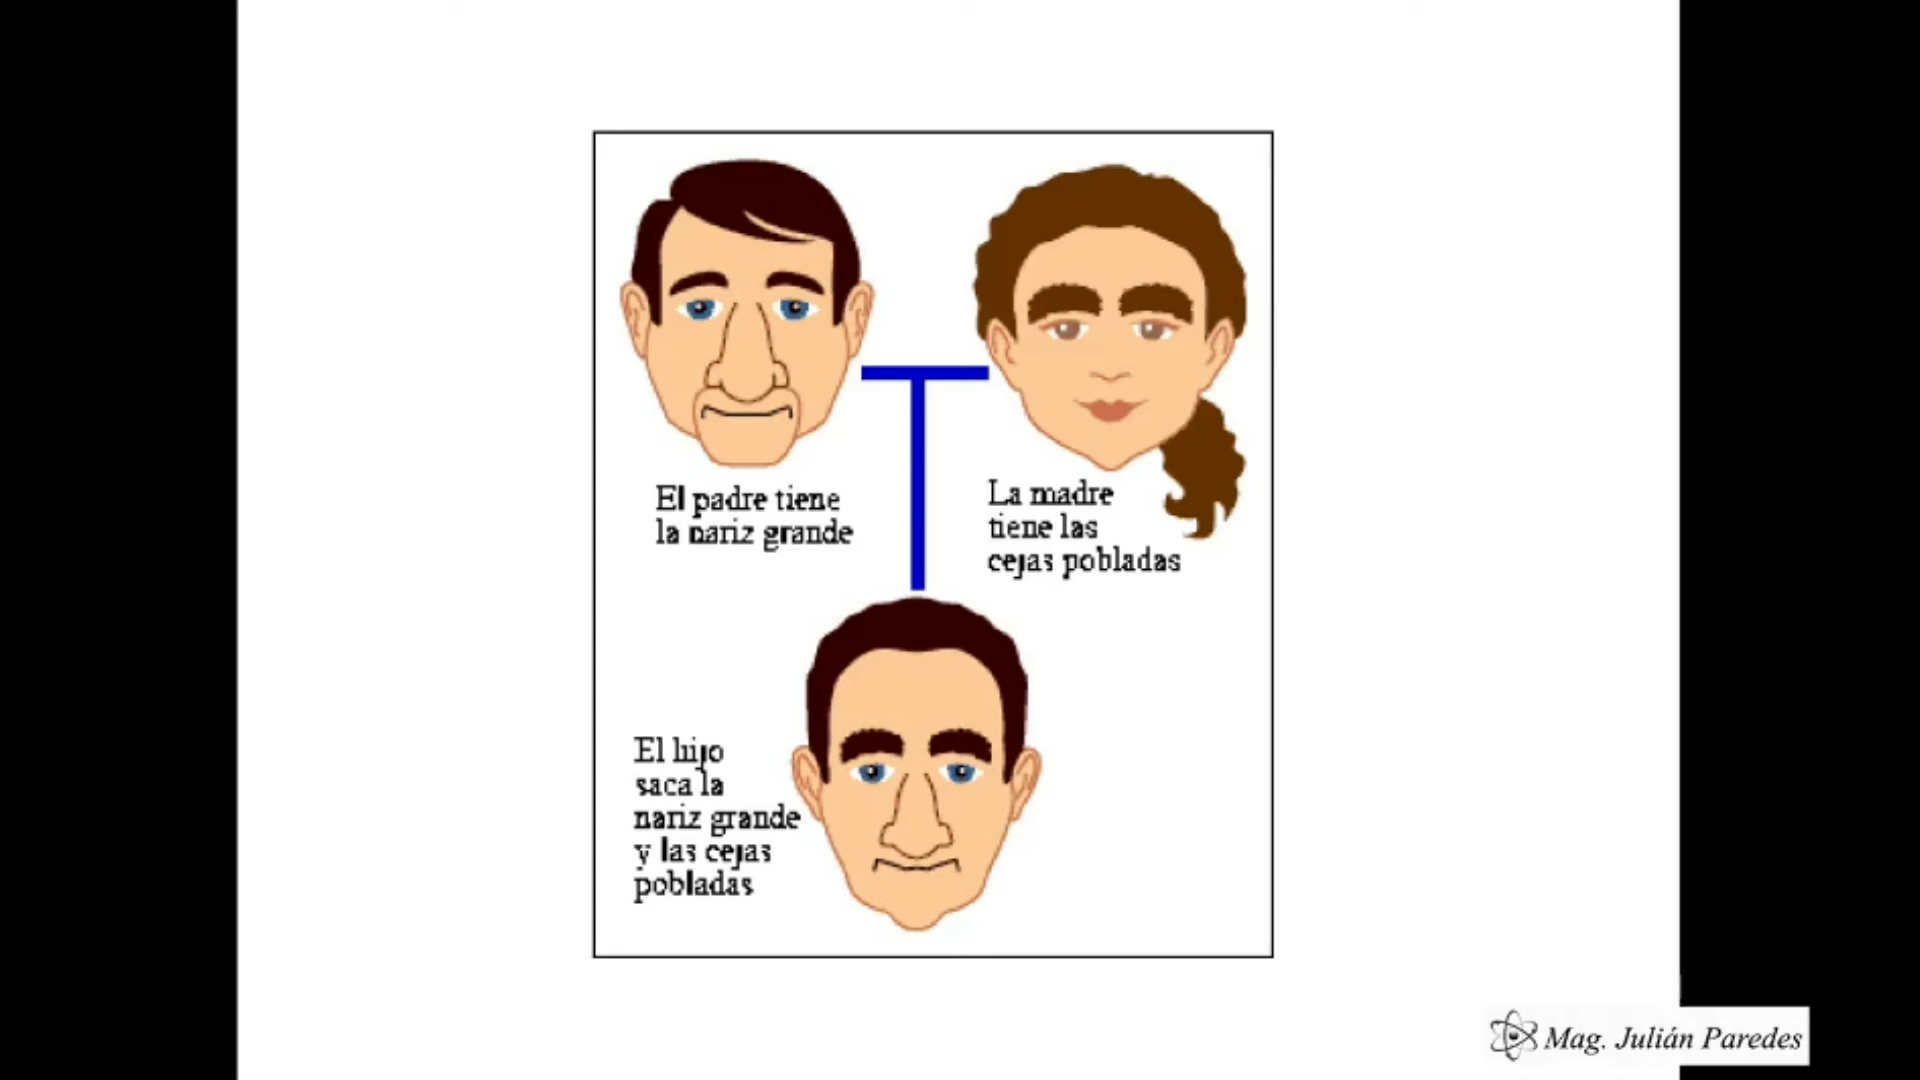 El padre tiene
la nariz grande
La madre
tiene las
cejas pobladas
El hijo
saca la
nariz grande
y las cejas
pobladas
Mag. Julián Paredes